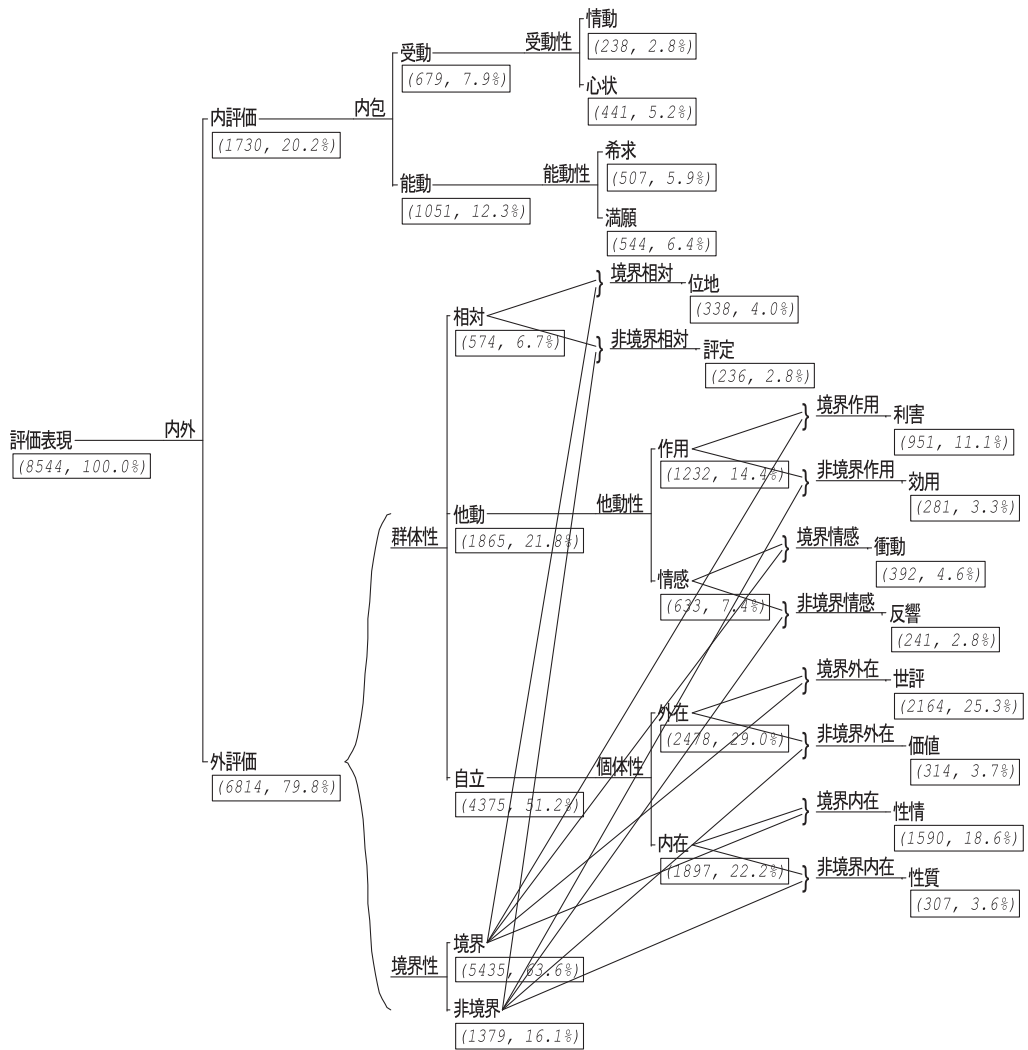 評価表現
(8544, 100.0%)
内外
内評価
(1730, 20.2%)
内包
受動
(679, 7.9%)
受動性
情動
(238, 2.8%)
心状
(441, 5.2%)
能動
(1051, 12.3%)
能動性
希求
(507, 5.9%)
満願
(544, 6.4%)
外評価
(6814, 79.8%)
群体性
相対
(574, 6.7%)
} 境界相対
位地
(338, 4.0%)
} 非境界相対
評定
(236, 2.8%)
他動
(1865, 21.8%)
他動性
作用
(1232, 14.4%)
} 境界作用
利害
(951, 11.1%)
} 非境界作用
効用
(281, 3.3%)
情感
(633, 7.4%)
} 境界情感
衝動
(392, 4.6%)
} 非境界情感
反響
(241, 2.8%)
自立
(4375, 51.2%)
個体性
外在
(2478, 29.0%)
} 境界外在
世評
(2164, 25.3%)
} 非境界外在
価値
(314, 3.7%)
内在
(1897, 22.2%)
} 境界内在
性情
(1590, 18.6%)
} 非境界内在
性質
(307, 3.6%)
境界性
境界
(5435, 63.6%)
非境界
(1379, 16.1%)